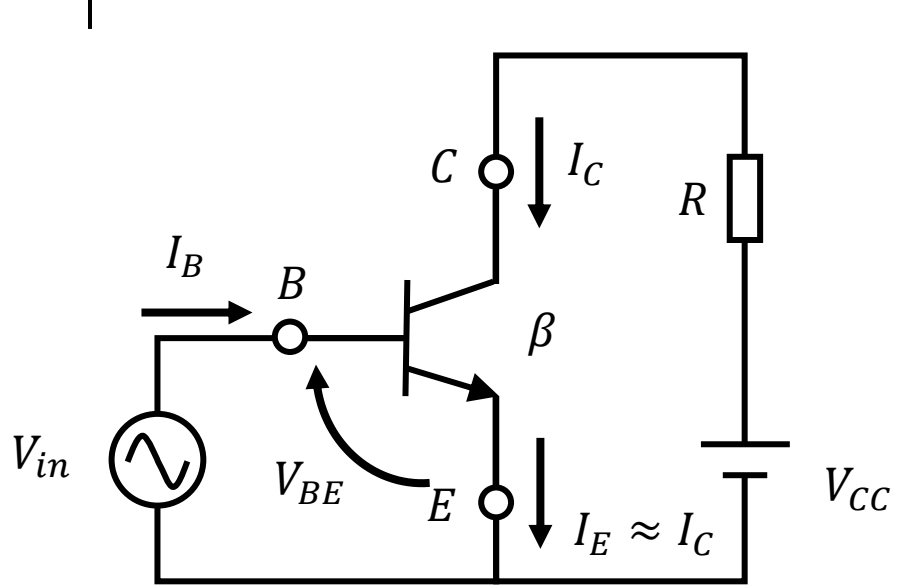 C
I_C
R
I_B
B
β
V_in
V_BE
E
V_CC
I_E ≈ I_C